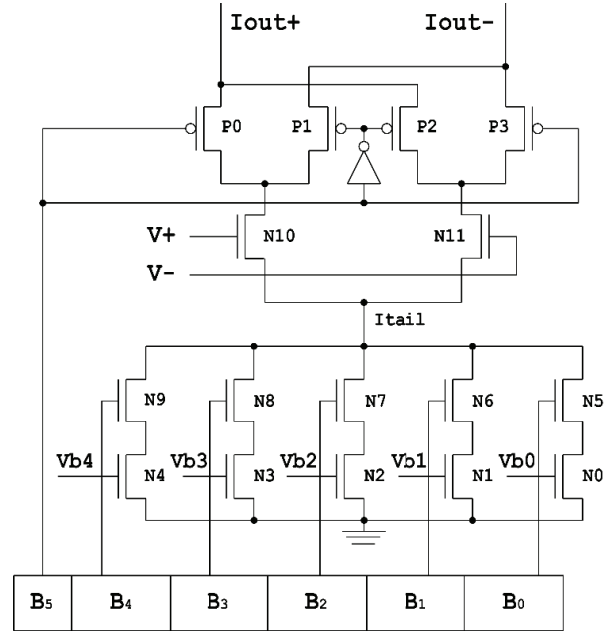 Iout+ Iout-
P0 P1 P2 P3
V+ N10 N11
V-
Itail
N9 N8 N7 N6 N5
Vb4 N4 Vb3 N3 Vb2 N2 Vb1 N1 Vb0 N0
B5 B4 B3 B2 B1 B0